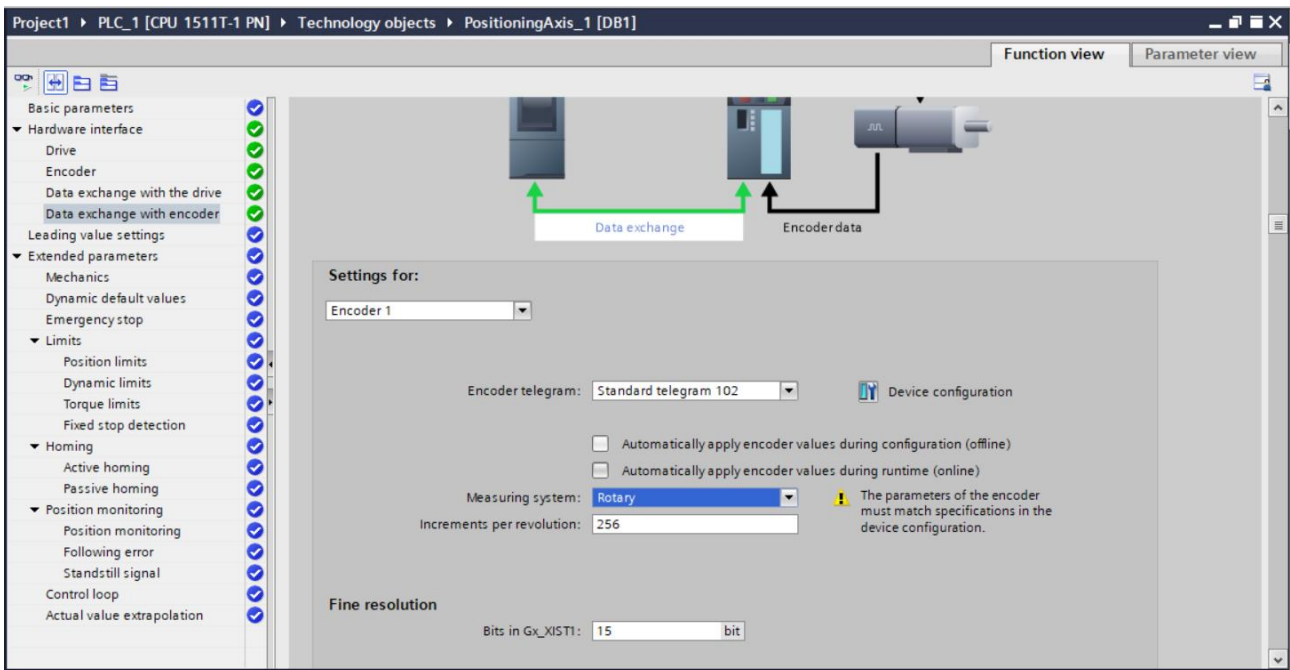 Project1 ▸ PLC_1 [CPU 1511T-1 PN] ▸ Technology objects ▸ PositioningAxis_1 [DB1]
Function view
Parameter view
Basic parameters
Hardware interface
Drive
Encoder
Data exchange with the drive
Data exchange with encoder
Leading value settings
Extended parameters
Mechanics
Dynamic default values
Emergency stop
Limits
Position limits
Dynamic limits
Torque limits
Fixed stop detection
Homing
Active homing
Passive homing
Position monitoring
Position monitoring
Following error
Standstill signal
Control loop
Actual value extrapolation
Data exchange
Encoder data
Settings for:
Encoder 1
Encoder telegram: Standard telegram 102
Device configuration
Automatically apply encoder values during configuration (offline)
Automatically apply encoder values during runtime (online)
Measuring system: Rotary
The parameters of the encoder
must match specifications in the
device configuration.
Increments per revolution: 256
Fine resolution
Bits in Gx_XIST1: 15 bit